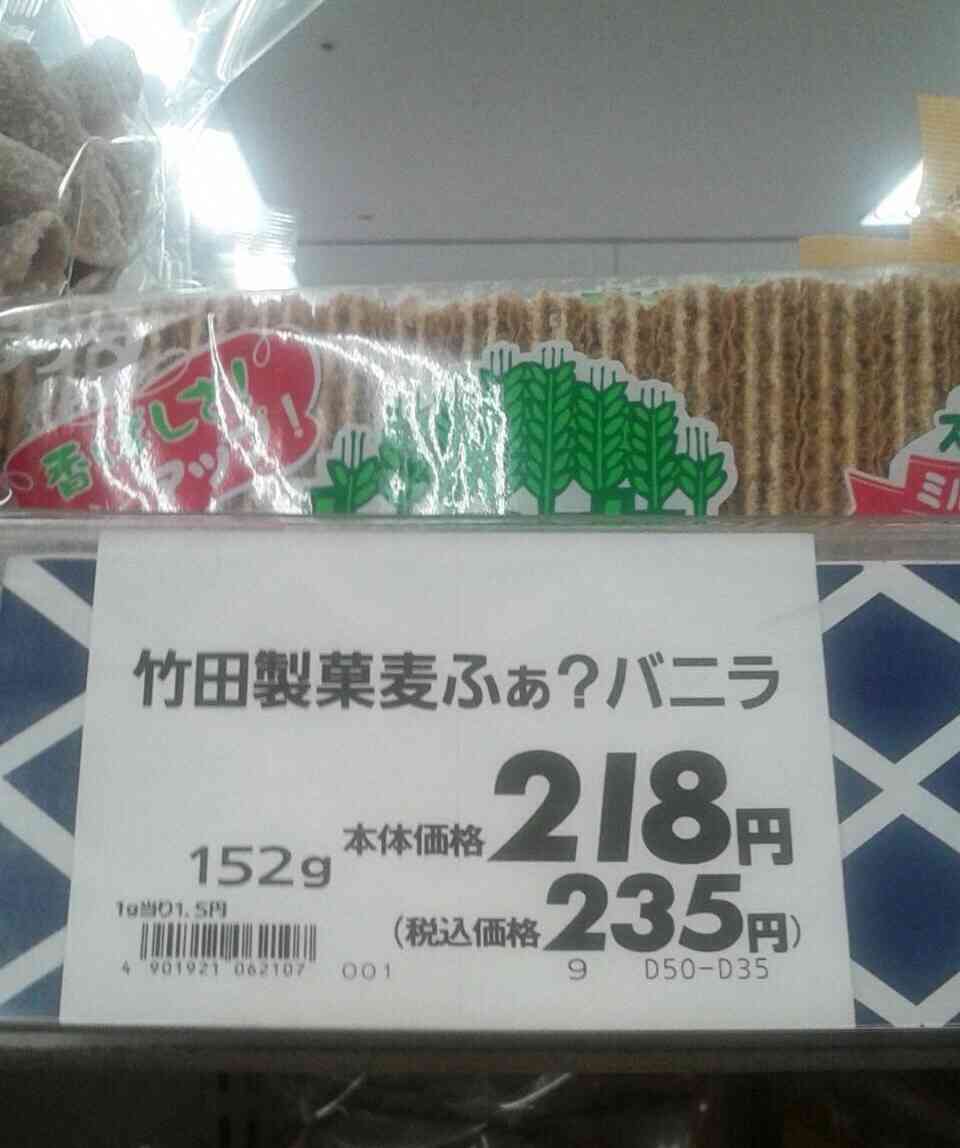 竹田製菓麦ふぁ?バニラ
本体価格218円
152g
1g当り1.5円
(税込価格235円)
4 901921 062107 001 9 D50-D35